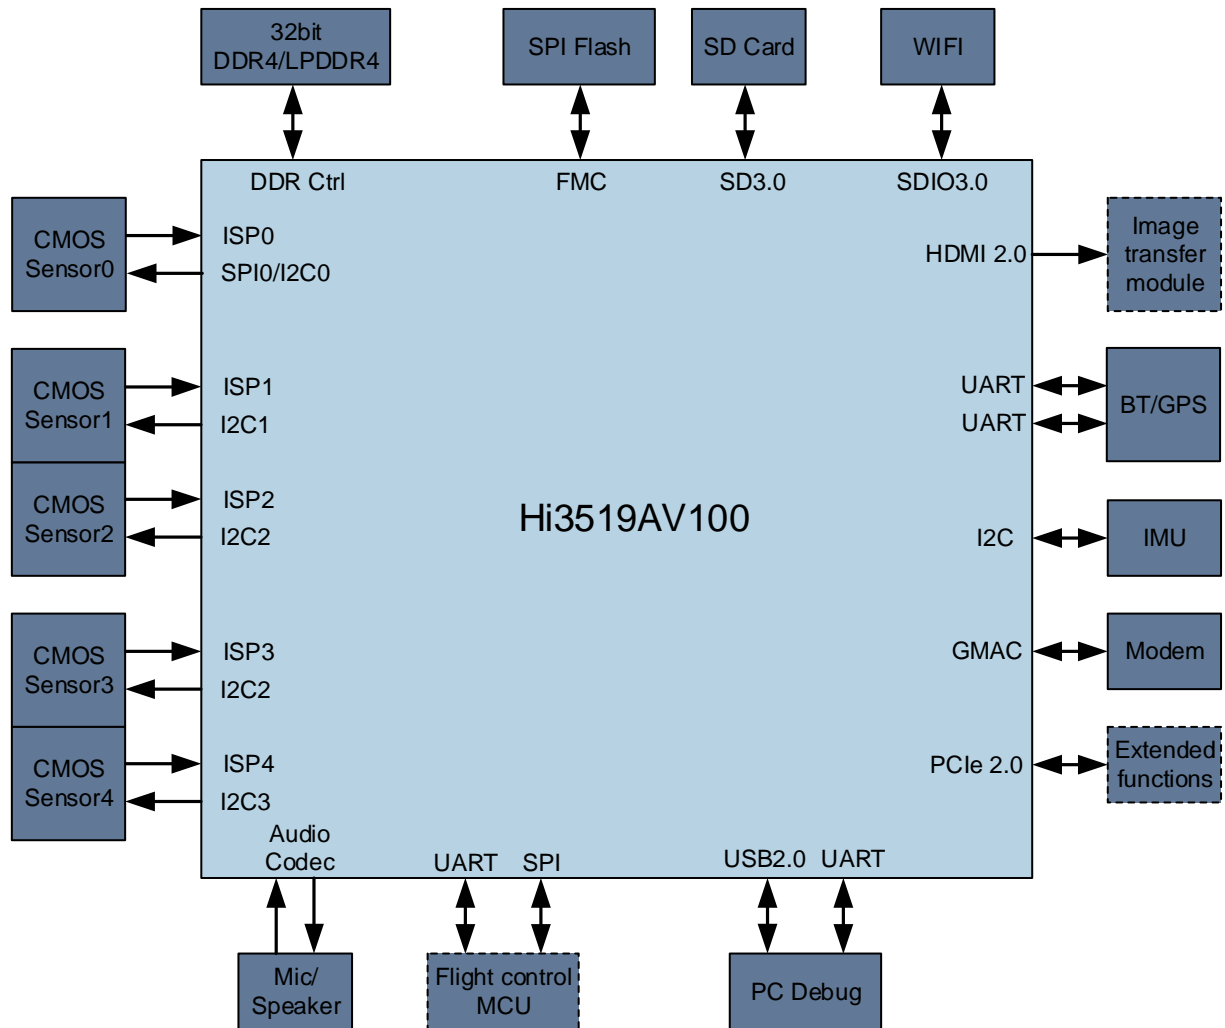 32bit
DDR4/LPDDR4
SPI Flash
SD Card
WIFI
DDR Ctrl
FMC
SD3.0
SDIO3.0
CMOS
Sensor0
ISP0
SPI0/I2C0
HDMI 2.0
Image
transfer
module
CMOS
Sensor1
ISP1
I2C1
UART
UART
BT/GPS
CMOS
Sensor2
ISP2
I2C2
Hi3519AV100
I2C
IMU
CMOS
Sensor3
ISP3
I2C2
GMAC
Modem
CMOS
Sensor4
ISP4
I2C3
PCIe 2.0
Extended
functions
Audio
Codec
UART
SPI
USB2.0
UART
Mic/
Speaker
Flight control
MCU
PC Debug